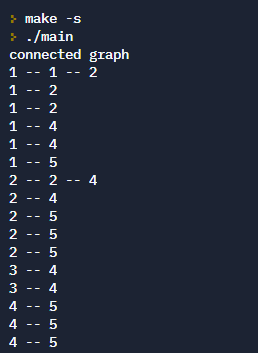 > make -s
> ./main
connected graph
1 -- 1 -- 2
1 -- 2
1 -- 2
1 -- 4
1 -- 4
1 -- 5
2 -- 2 -- 4
2 -- 4
2 -- 5
2 -- 5
2 -- 5
3 -- 4
3 -- 4
4 -- 5
4 -- 5
4 -- 5